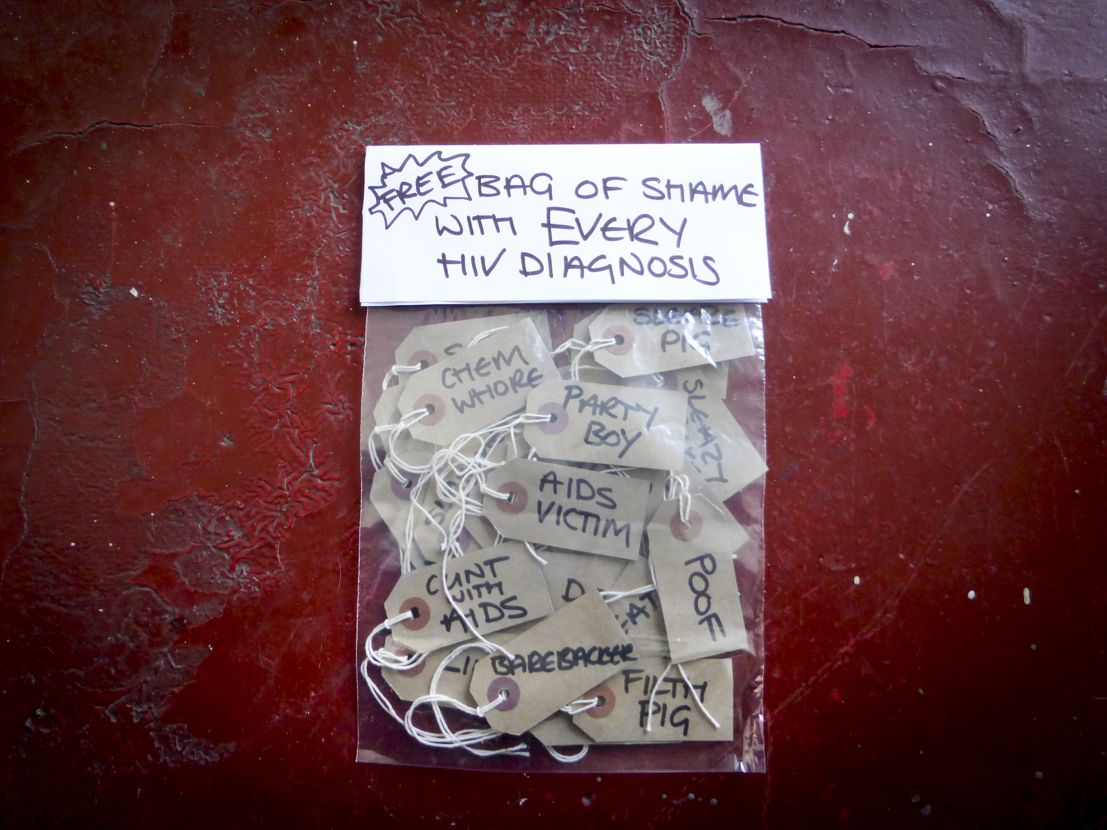 FREE BAG OF SHAME
WITH EVERY
HIV DIAGNOSIS
SLEAZE
PIG
CHEM
WHORE
PARTY
BOY
SLEAZY
AIDS
VICTIM
POOF
CUNT
WITH
AIDS
BAREBACKER
FILTHY
PIG